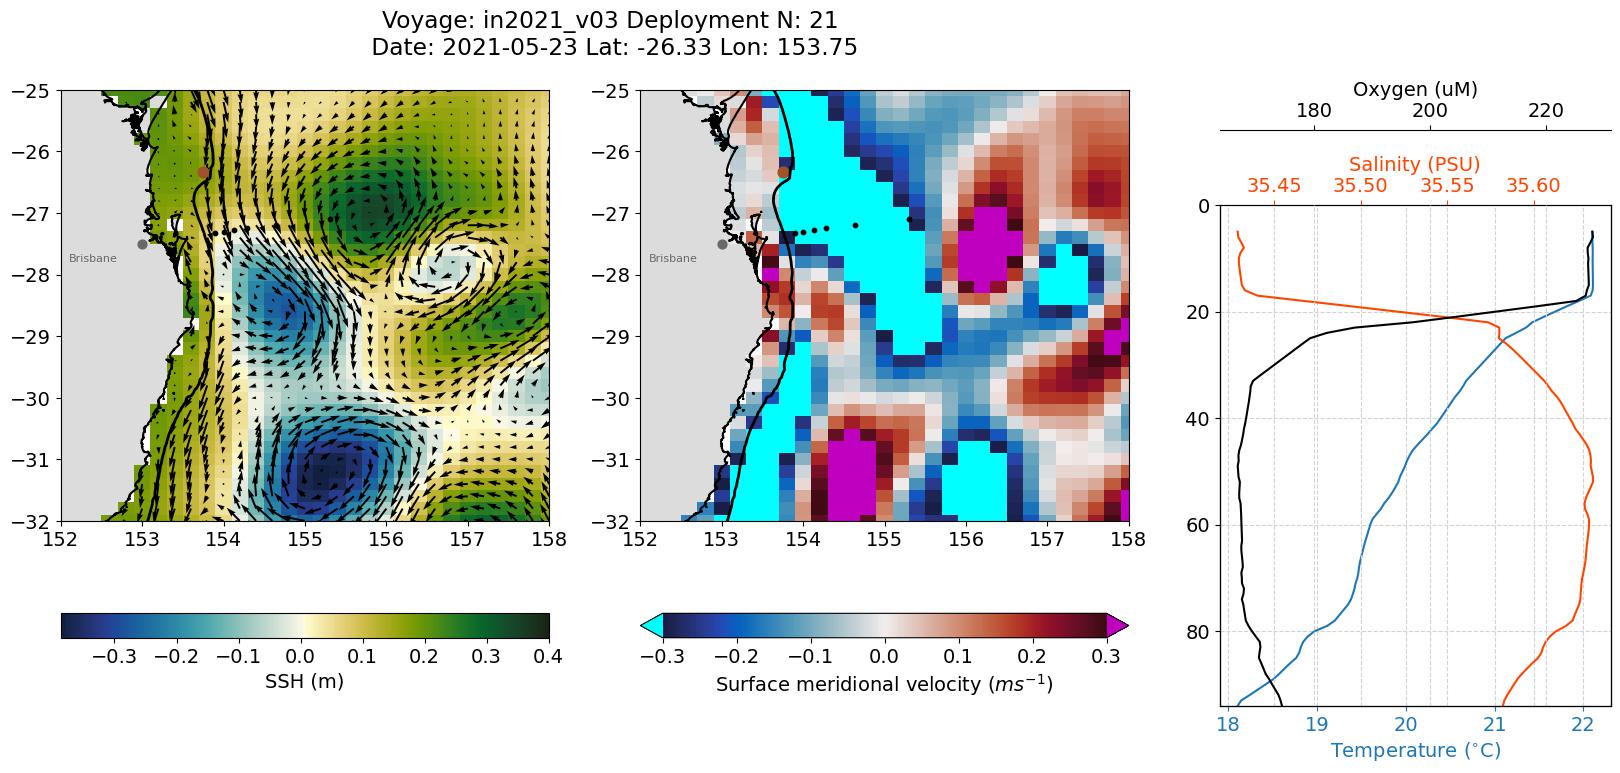 Voyage: in2021_v03 Deployment N: 21
Date: 2021-05-23 Lat: -26.33 Lon: 153.75
−25
−26
−27
−28
−29
−30
−31
−32
152 153 154 155 156 157 158
Brisbane
−0.3 −0.2 −0.1 0.0 0.1 0.2 0.3 0.4
SSH (m)
−25
−26
−27
−28
−29
−30
−31
−32
152 153 154 155 156 157 158
Brisbane
−0.3 −0.2 −0.1 0.0 0.1 0.2 0.3
Surface meridional velocity (ms⁻¹)
Oxygen (uM)
180 200 220
Salinity (PSU)
35.45 35.50 35.55 35.60
0
20
40
60
80
18 19 20 21 22
Temperature (°C)